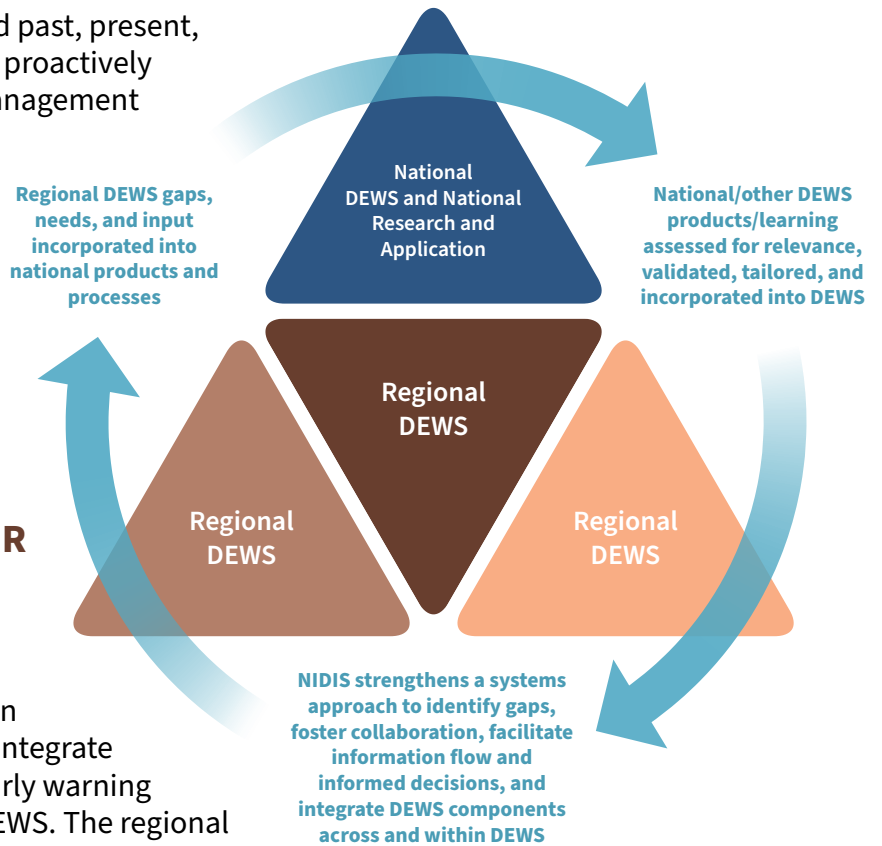 d past, present,
proactively
anagement
National
DEWS and National
Research and
Application
Regional DEWS gaps,
needs, and input
incorporated into
national products and
processes
National/other DEWS
products/learning
assessed for relevance,
validated, tailored, and
incorporated into DEWS
Regional
DEWS
Regional
DEWS
Regional
DEWS
R
NIDIS strengthens a systems
approach to identify gaps,
foster collaboration, facilitate
information flow and
informed decisions, and
integrate DEWS components
across and within DEWS
n
ntegrate
rly warning
EWS. The regional